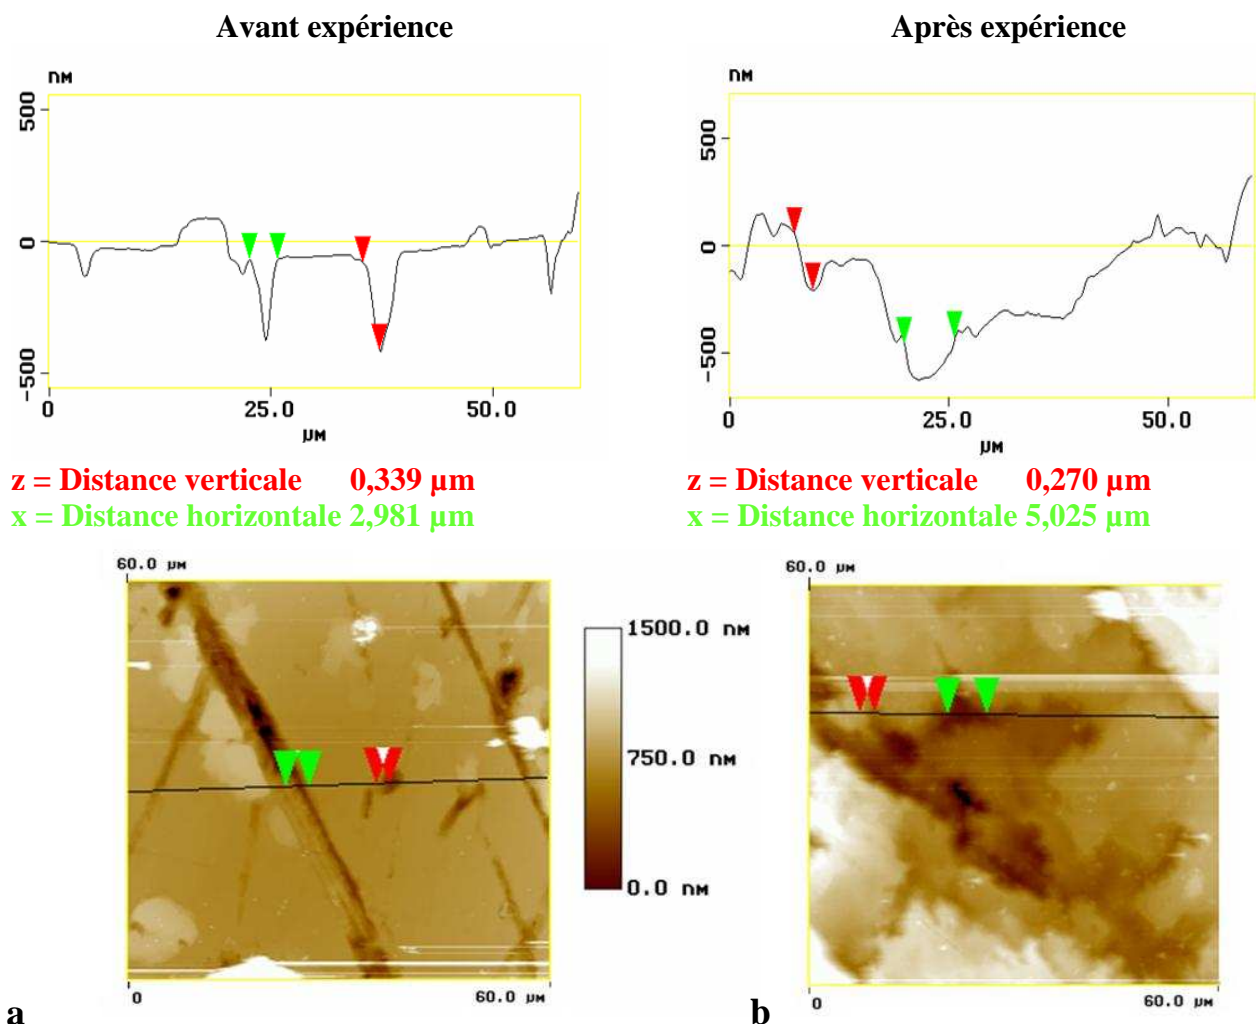 Avant expérience
Après expérience
nM
500
0
-500
0
25.0
50.0
µM
nM
500
0
-500
0
25.0
50.0
µM
z = Distance verticale 0,339 µm
x = Distance horizontale 2,981 µm
z = Distance verticale 0,270 µm
x = Distance horizontale 5,025 µm
60.0 µM
0
60.0 µM
1500.0 nM
750.0 nM
0.0 nM
60.0 µM
0
60.0 µM
a
b